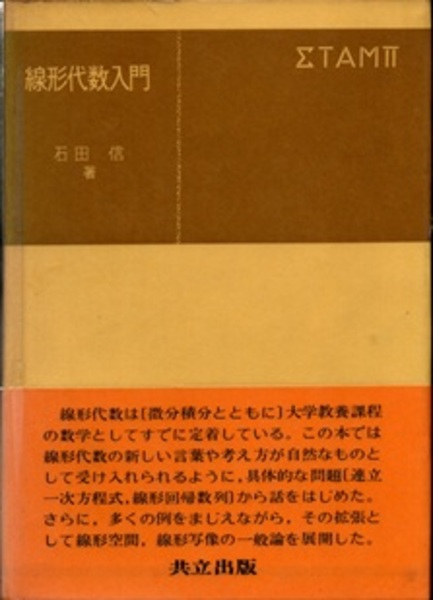 ΣTAMΠ
線形代数入門
石田 信
著
線形代数は〔微分積分とともに〕大学教養課程
の数学としてすでに定着している。この本では
線形代数の新しい言葉や考え方が自然なものと
して受け入れられるように，具体的な問題〔連立
一次方程式，線形回帰数列〕から話をはじめた。
さらに，多くの例をまじえながら，その拡張と
して線形空間，線形写像の一般論を展開した。
共立出版